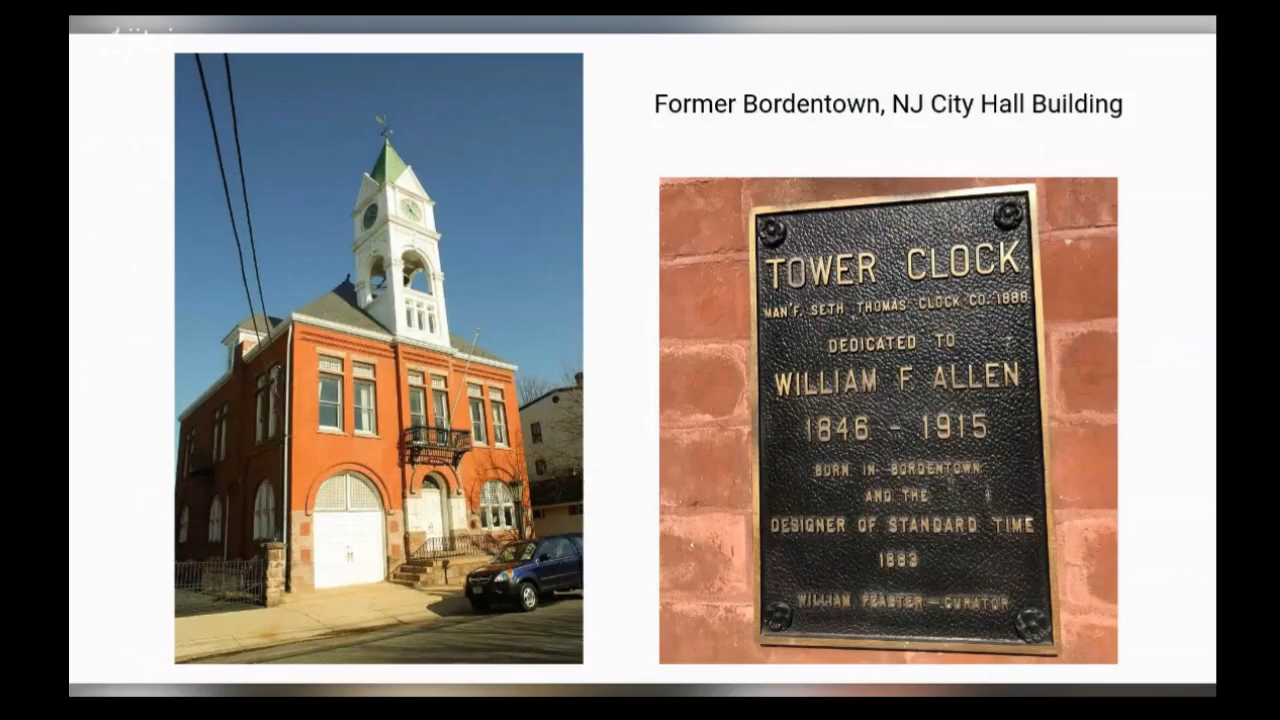 Former Bordentown, NJ City Hall Building
TOWER CLOCK
MAN'F. SETH THOMAS CLOCK CO. 1888
DEDICATED TO
WILLIAM F ALLEN
1846 - 1915
BORN IN BORDENTOWN
AND THE
DESIGNER OF STANDARD TIME
1883
WILLIAM FEASTER - CURATOR